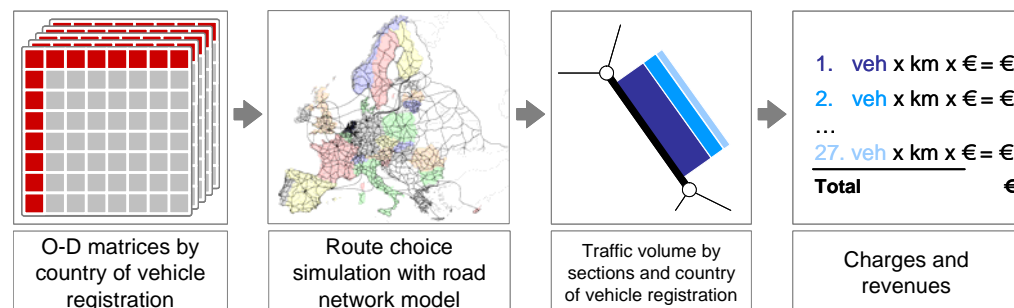 1. veh x km x € = €
2. veh x km x € = €
...
27. veh x km x € = €
Total €
O-D matrices by
country of vehicle
registration
Route choice
simulation with road
network model
Traffic volume by
sections and country
of vehicle registration
Charges and
revenues